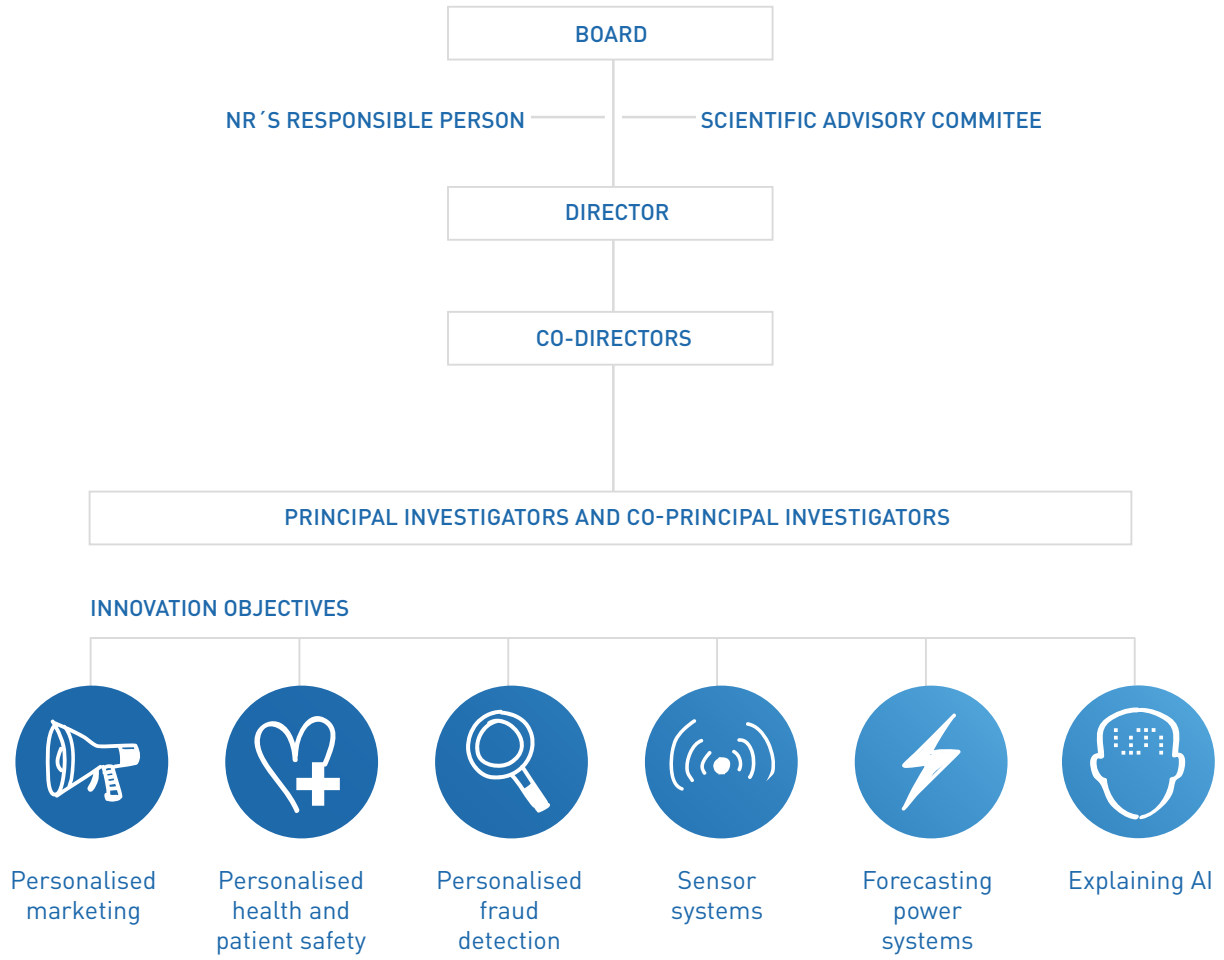 BOARD
NR´S RESPONSIBLE PERSON
SCIENTIFIC ADVISORY COMMITEE
DIRECTOR
CO-DIRECTORS
PRINCIPAL INVESTIGATORS AND CO-PRINCIPAL INVESTIGATORS
INNOVATION OBJECTIVES
Personalised
marketing
Personalised
health and
patient safety
Personalised
fraud
detection
Sensor
systems
Forecasting
power
systems
Explaining AI